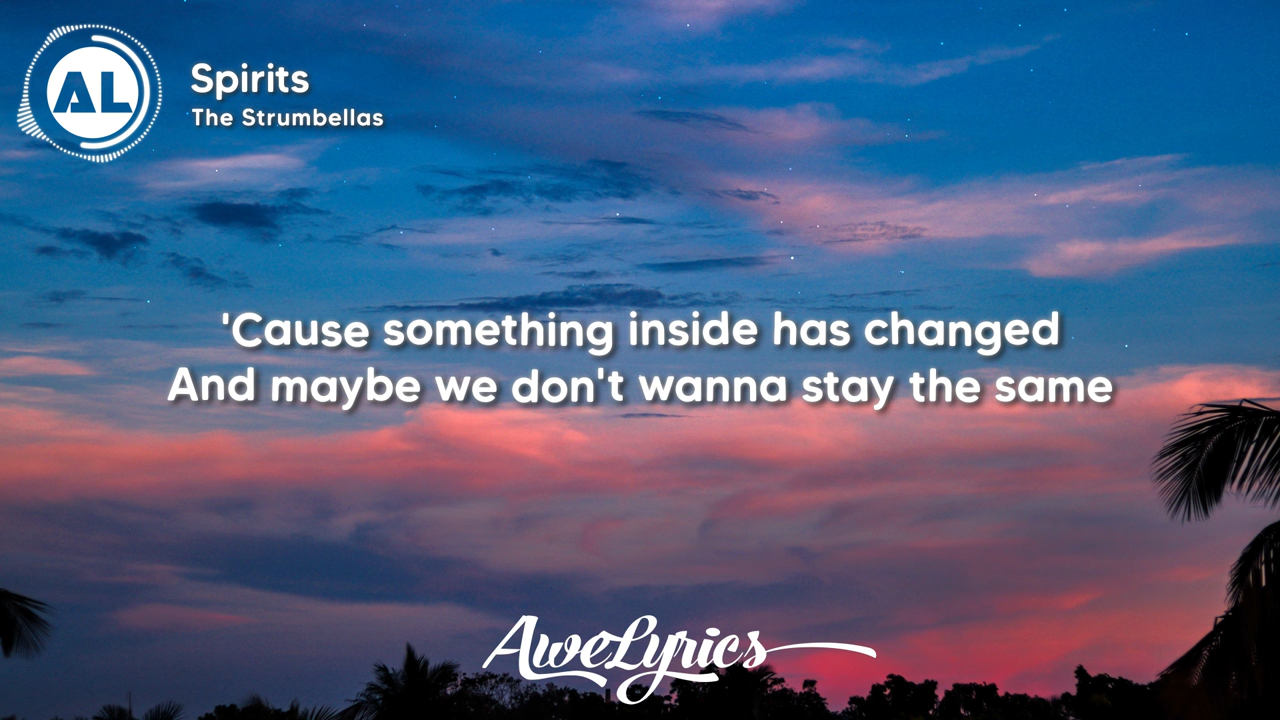 AL
Spirits
The Strumbellas
'Cause something inside has changed
And maybe we don't wanna stay the same
AweLyrics